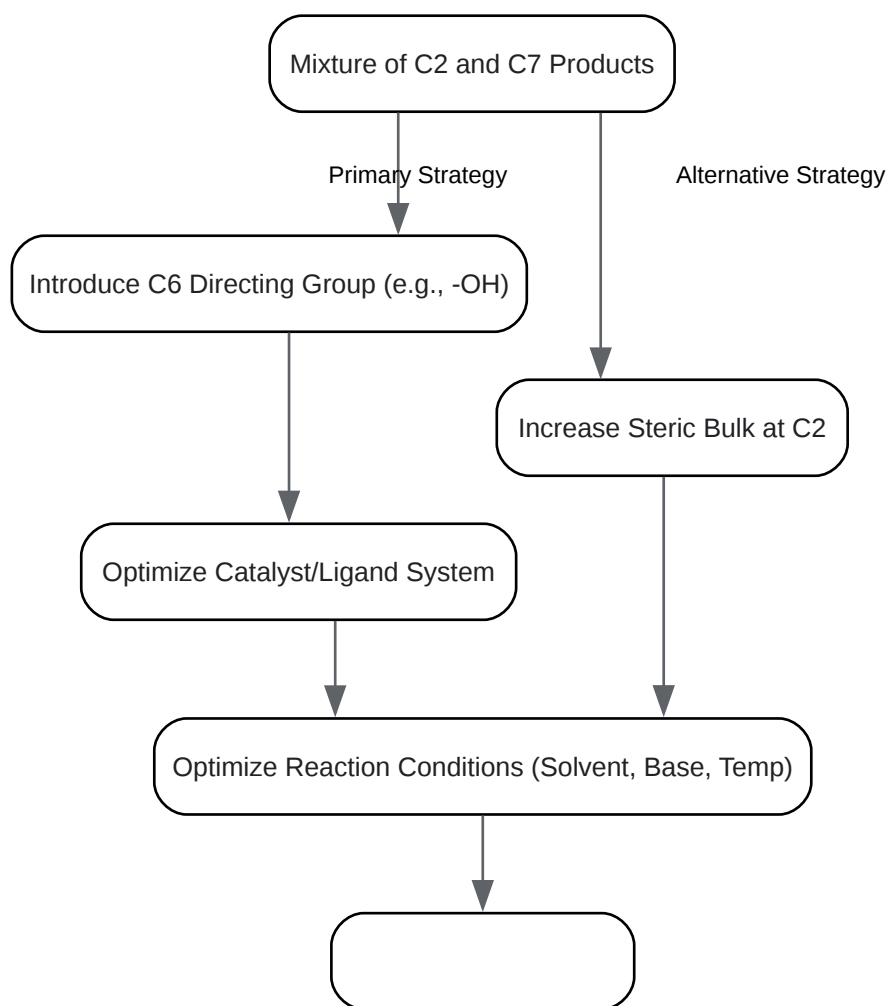 Mixture of C2 and C7 Products
Primary Strategy
Alternative Strategy
Introduce C6 Directing Group (e.g., -OH)
Increase Steric Bulk at C2
Optimize Catalyst/Ligand System
Optimize Reaction Conditions (Solvent, Base, Temp)